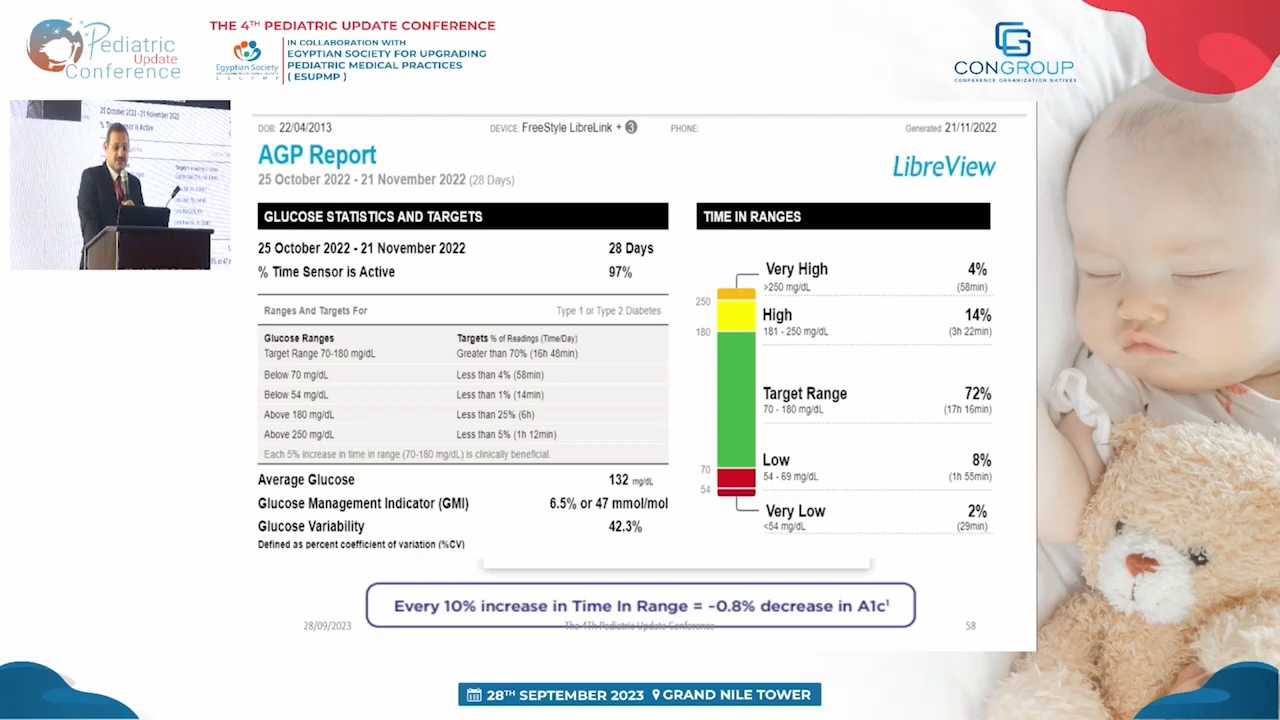 Pediatric
Update
Conference
THE 4TH PEDIATRIC UPDATE CONFERENCE
Egyptian Society
IN COLLABORATION WITH
EGYPTIAN SOCIETY FOR UPGRADING
PEDIATRIC MEDICAL PRACTICES
( ESUPMP )
CONGROUP
CONFERENCE ORGANIZATION NATIVES
25 October 2022 - 21 November 2022
% Time Sensor is Active
DOB: 22/04/2013
DEVICE: FreeStyle LibreLink + 3
PHONE:
Generated 21/11/2022
AGP Report
25 October 2022 - 21 November 2022 (28 Days)
LibreView
GLUCOSE STATISTICS AND TARGETS
25 October 2022 - 21 November 2022 28 Days
% Time Sensor is Active 97%
Ranges And Targets For Type 1 or Type 2 Diabetes
Glucose Ranges Targets % of Readings (Time/Day)
Target Range 70-180 mg/dL Greater than 70% (16h 48min)
Below 70 mg/dL Less than 4% (58min)
Below 54 mg/dL Less than 1% (14min)
Above 180 mg/dL Less than 25% (6h)
Above 250 mg/dL Less than 5% (1h 12min)
Each 5% increase in time in range (70-180 mg/dL) is clinically beneficial.
Average Glucose 132 mg/dL
Glucose Management Indicator (GMI) 6.5% or 47 mmol/mol
Glucose Variability 42.3%
Defined as percent coefficient of variation (%CV)
TIME IN RANGES
Very High 4%
>250 mg/dL (58min)
250
High 14%
181 - 250 mg/dL (3h 22min)
180
Target Range 72%
70 - 180 mg/dL (17h 16min)
Low 8%
70
54 - 69 mg/dL (1h 55min)
54
Very Low 2%
<54 mg/dL (29min)
Every 10% increase in Time In Range = ~0.8% decrease in A1c¹
28/09/2023
The 4Th Pediatric Update Conference
58
28TH SEPTEMBER 2023 GRAND NILE TOWER